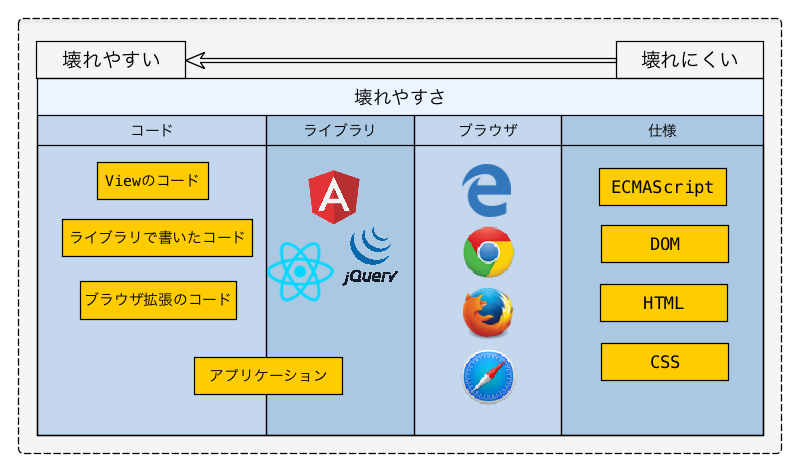 壊れやすい
壊れにくい
壊れやすさ
コード
ライブラリ
ブラウザ
仕様
Viewのコード
ライブラリで書いたコード
ブラウザ拡張のコード
アプリケーション
A
jQuery
ECMAScript
DOM
HTML
CSS